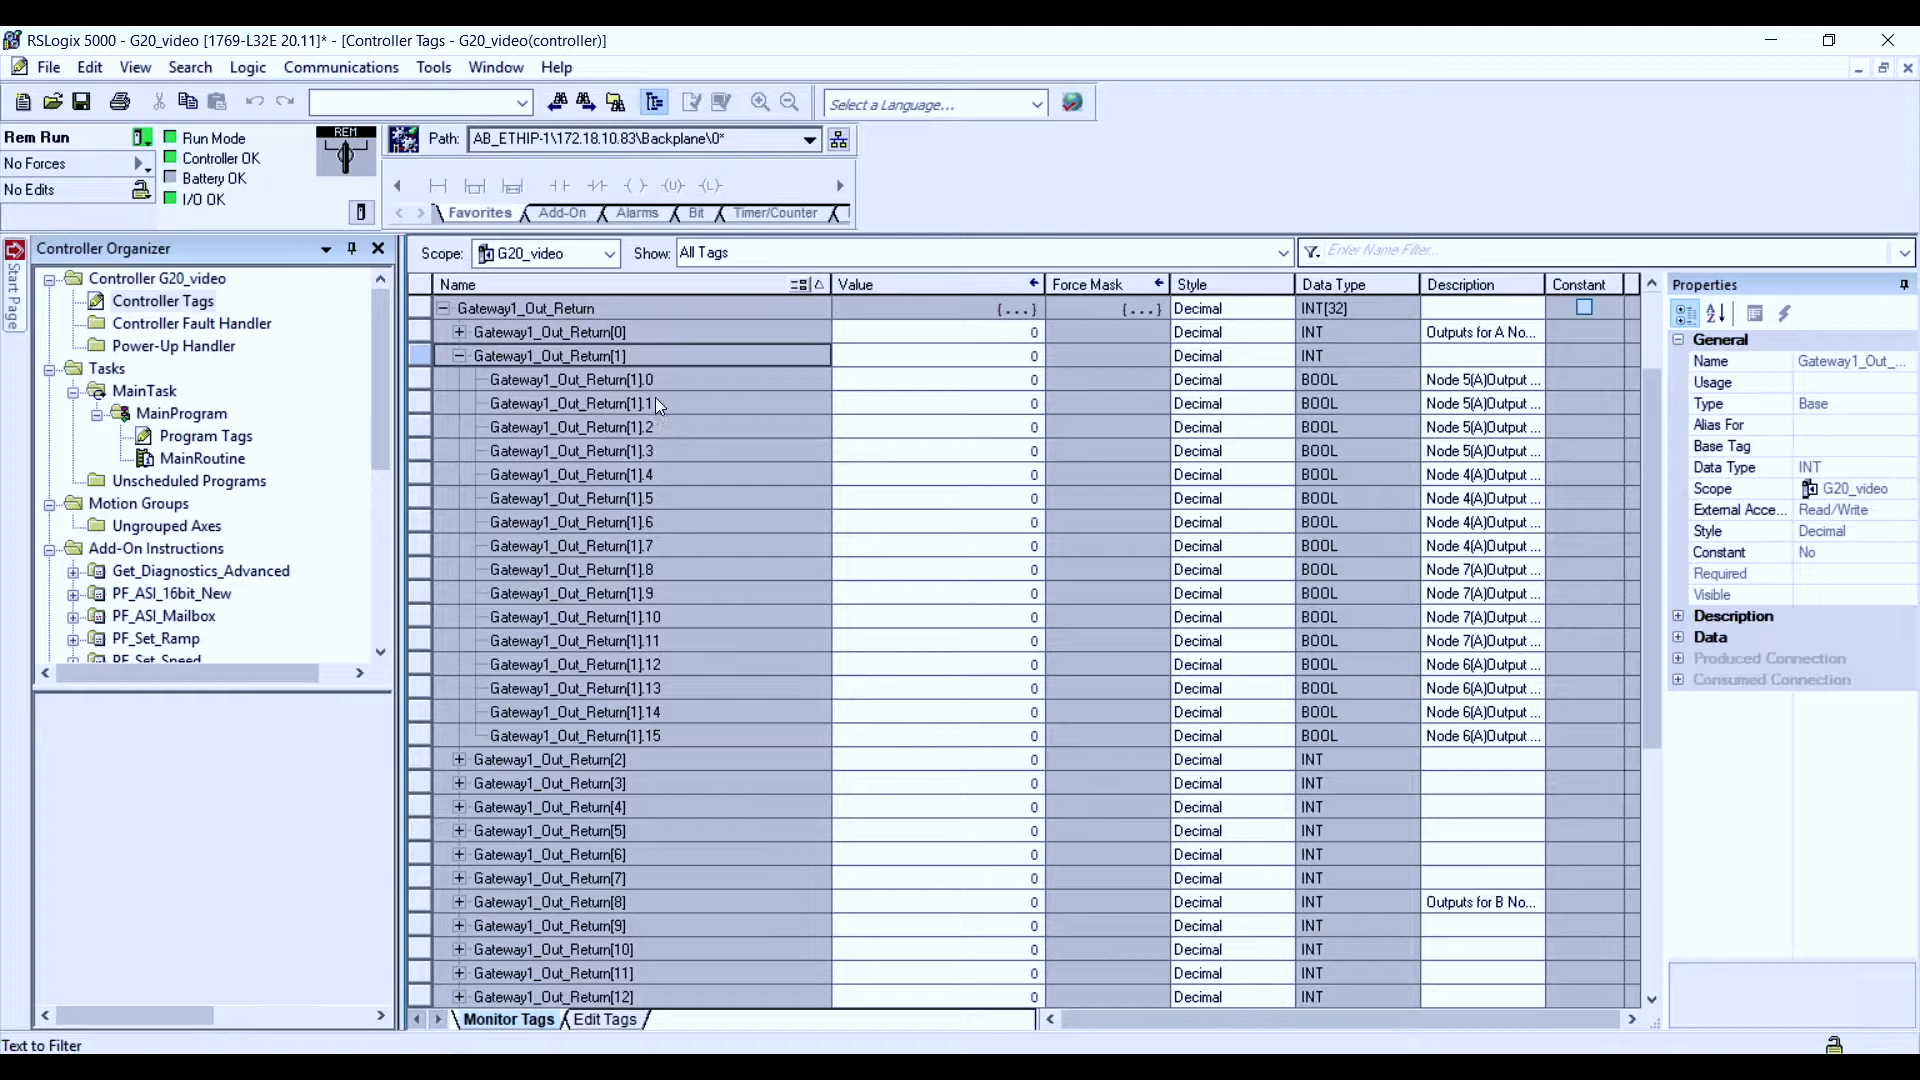 RSLogix 5000 - G20_video [1769-L32E 20.11]* - [Controller Tags - G20_video(controller)]
File Edit View Search Logic Communications Tools Window Help
Select a Language...
Rem Run
No Forces
No Edits
Run Mode
Controller OK
Battery OK
I/O OK
REM
Path: AB_ETHIP-1\172.18.10.83\Backplane\0*
Favorites Add-On Alarms Bit Timer/Counter
Start Page
Controller Organizer
Controller G20_video
Controller Tags
Controller Fault Handler
Power-Up Handler
Tasks
MainTask
MainProgram
Program Tags
MainRoutine
Unscheduled Programs
Motion Groups
Ungrouped Axes
Add-On Instructions
Get_Diagnostics_Advanced
PF_ASI_16bit_New
PF_ASI_Mailbox
PF_Set_Ramp
PF_Set_Speed
Scope: G20_video Show: All Tags Enter Name Filter...
Name Value Force Mask Style Data Type Description Constant
Gateway1_Out_Return {...} {...} Decimal INT[32]
Gateway1_Out_Return[0] 0 Decimal INT Outputs for A No...
Gateway1_Out_Return[1] 0 Decimal INT
Gateway1_Out_Return[1].0 0 Decimal BOOL Node 5(A)Output ...
Gateway1_Out_Return[1].1 0 Decimal BOOL Node 5(A)Output ...
Gateway1_Out_Return[1].2 0 Decimal BOOL Node 5(A)Output ...
Gateway1_Out_Return[1].3 0 Decimal BOOL Node 5(A)Output ...
Gateway1_Out_Return[1].4 0 Decimal BOOL Node 4(A)Output ...
Gateway1_Out_Return[1].5 0 Decimal BOOL Node 4(A)Output ...
Gateway1_Out_Return[1].6 0 Decimal BOOL Node 4(A)Output ...
Gateway1_Out_Return[1].7 0 Decimal BOOL Node 4(A)Output ...
Gateway1_Out_Return[1].8 0 Decimal BOOL Node 7(A)Output ...
Gateway1_Out_Return[1].9 0 Decimal BOOL Node 7(A)Output ...
Gateway1_Out_Return[1].10 0 Decimal BOOL Node 7(A)Output ...
Gateway1_Out_Return[1].11 0 Decimal BOOL Node 7(A)Output ...
Gateway1_Out_Return[1].12 0 Decimal BOOL Node 6(A)Output ...
Gateway1_Out_Return[1].13 0 Decimal BOOL Node 6(A)Output ...
Gateway1_Out_Return[1].14 0 Decimal BOOL Node 6(A)Output ...
Gateway1_Out_Return[1].15 0 Decimal BOOL Node 6(A)Output ...
Gateway1_Out_Return[2] 0 Decimal INT
Gateway1_Out_Return[3] 0 Decimal INT
Gateway1_Out_Return[4] 0 Decimal INT
Gateway1_Out_Return[5] 0 Decimal INT
Gateway1_Out_Return[6] 0 Decimal INT
Gateway1_Out_Return[7] 0 Decimal INT
Gateway1_Out_Return[8] 0 Decimal INT Outputs for B No...
Gateway1_Out_Return[9] 0 Decimal INT
Gateway1_Out_Return[10] 0 Decimal INT
Gateway1_Out_Return[11] 0 Decimal INT
Gateway1_Out_Return[12] 0 Decimal INT
Monitor Tags Edit Tags
Properties
General
Name Gateway1_Out_...
Usage
Type Base
Alias For
Base Tag
Data Type INT
Scope G20_video
External Acce... Read/Write
Style Decimal
Constant No
Required
Visible
Description
Data
Produced Connection
Consumed Connection
Text to Filter